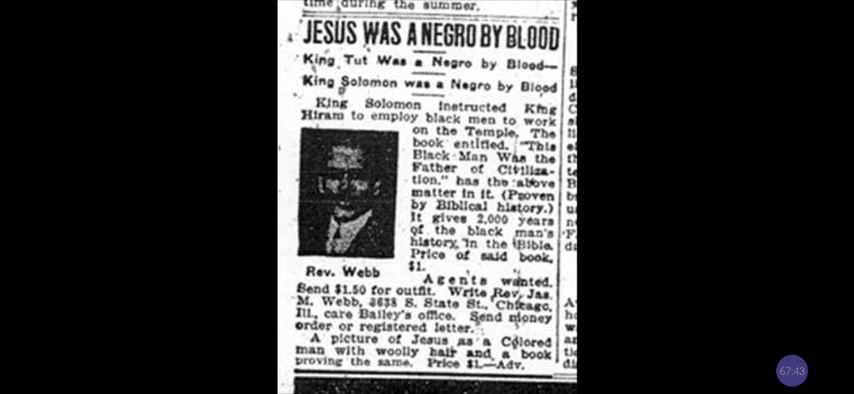 time during the summer.
JESUS WAS A NEGRO BY BLOOD
King Tut Was a Negro by Blood—
King Solomon was a Negro by Blood
King Solomon instructed King
Hiram to employ black men to work
on the Temple. The
book entitled, "This
Black Man Was the
Father of Civiliza-
tion," has the above
matter in it. (Proven
by Biblical history.)
It gives 2,000 years
of the black man's
history in the Bible.
Price of said book,
$1.
Rev. Webb
Agents wanted.
Send $1.50 for outfit. Write Rev. Jas.
M. Webb, 3638 S. State St., Chicago,
Ill., care Bailey's office. Send money
order or registered letter.
A picture of Jesus as a Colored
man with woolly hair and a book
proving the same. Price $1.—Adv.
67:43